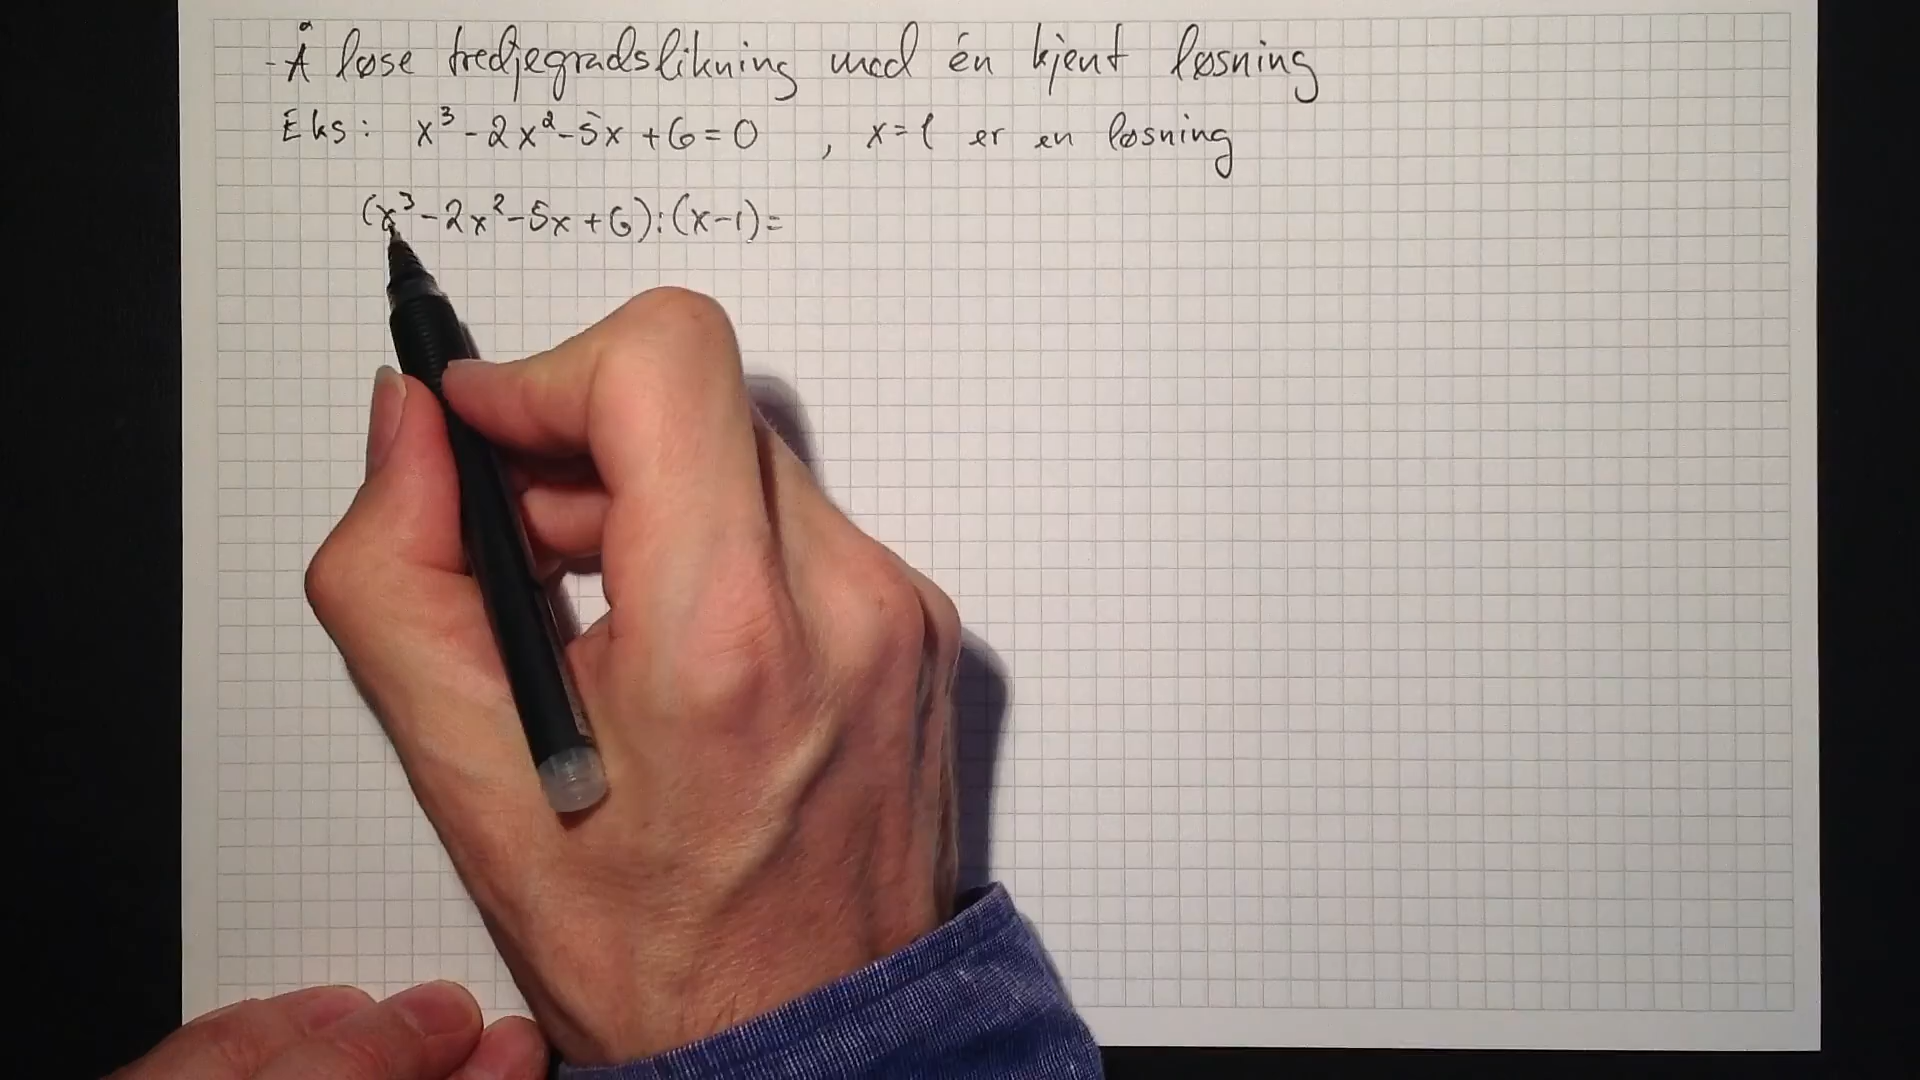 - Å løse tredjegradslikning med én kjent løsning
Eks: x³ - 2x² - 5x + 6 = 0 , x = 1 er en løsning
(x³ - 2x² - 5x + 6) : (x - 1) =